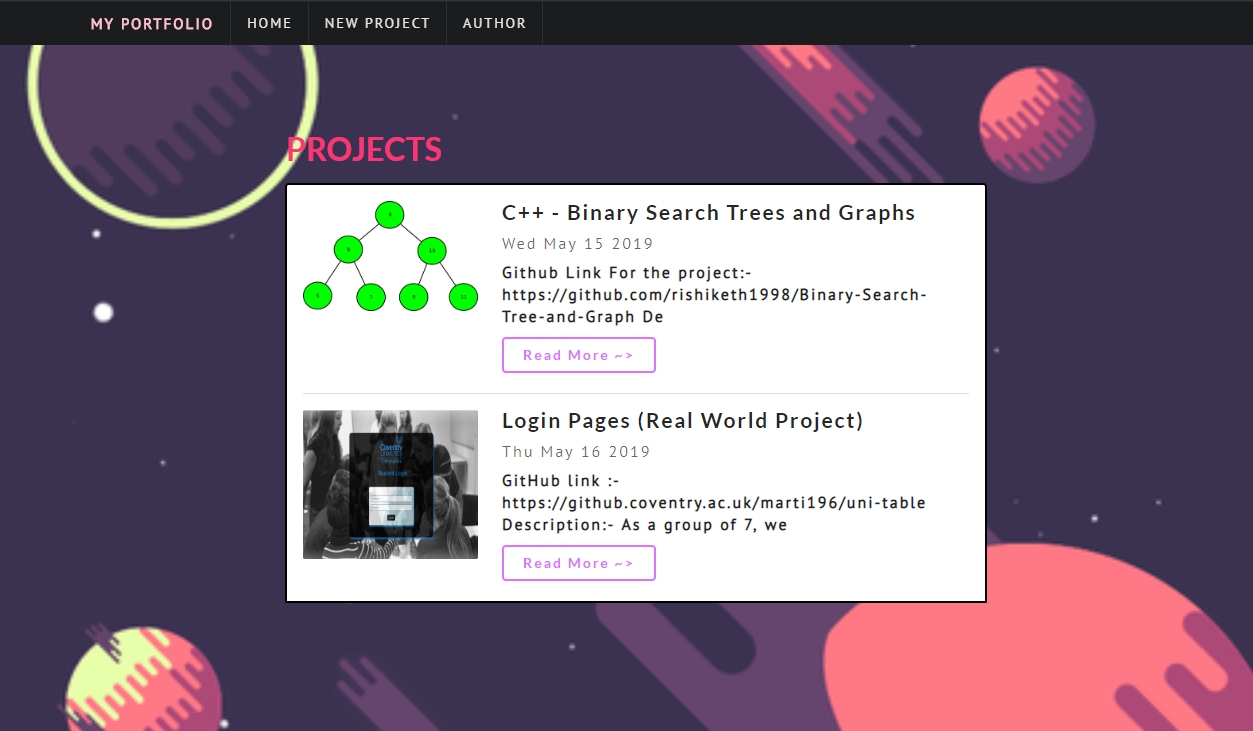 MY PORTFOLIO
HOME
NEW PROJECT
AUTHOR
PROJECTS
C++ - Binary Search Trees and Graphs
Wed May 15 2019
Github Link For the project:-
https://github.com/rishiketh1998/Binary-Search-
Tree-and-Graph De
Read More ~>
Coventry
Login Pages (Real World Project)
Thu May 16 2019
GitHub link :-
https://github.coventry.ac.uk/marti196/uni-table
Description:- As a group of 7, we
Read More ~>